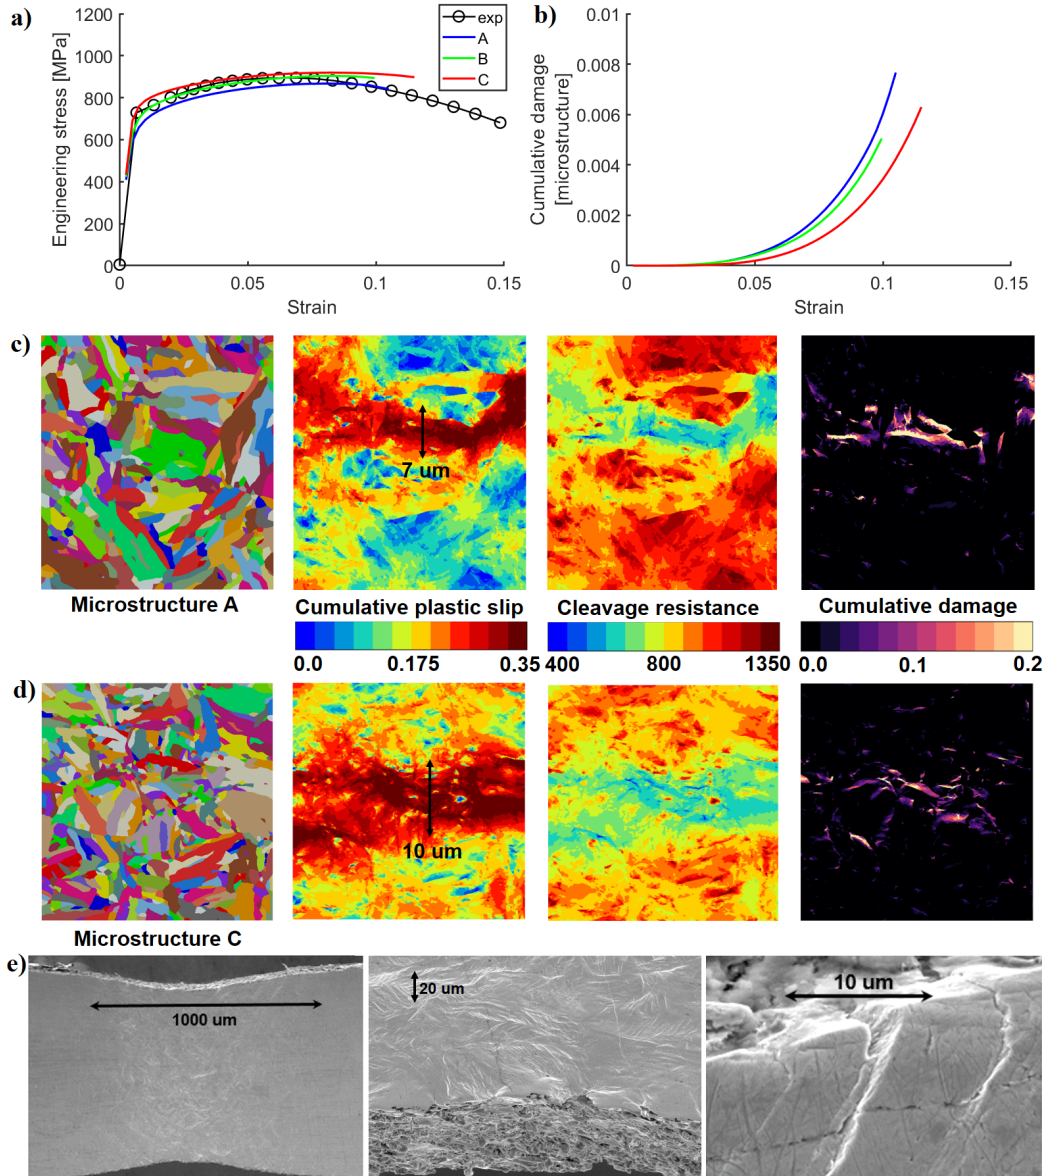 a)
1200
1000
800
600
400
200
0
Engineering stress [MPa]
0
0.05
0.1
0.15
Strain
exp
A
B
C
b)
0.01
0.008
0.006
0.004
0.002
0
Cumulative damage
[microstructure]
0
0.05
0.1
0.15
Strain
c)
7 um
Microstructure A
Cumulative plastic slip
Cleavage resistance
Cumulative damage
0.0 0.175 0.35
400 800 1350
0.0 0.1 0.2
d)
10 um
Microstructure C
e)
1000 um
20 um
10 um